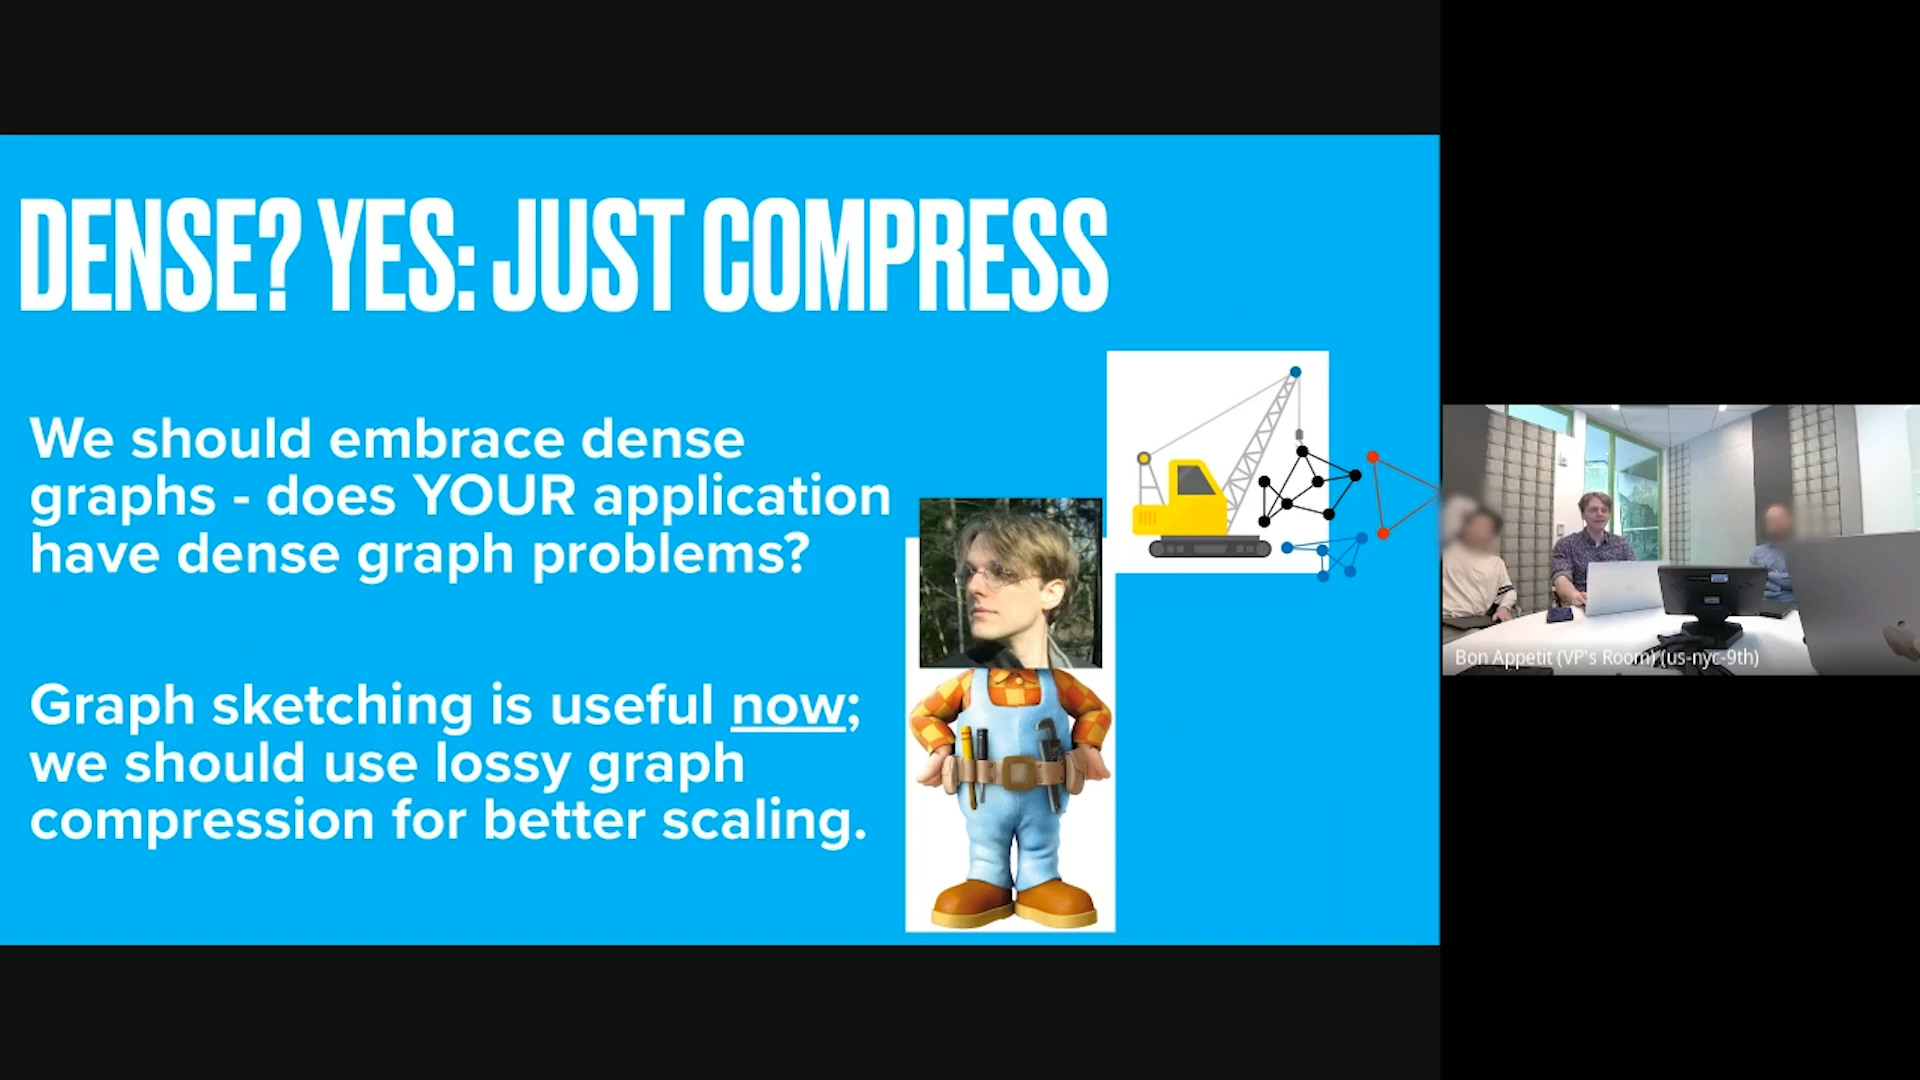 DENSE? YES: JUST COMPRESS
We should embrace dense
graphs - does YOUR application
have dense graph problems?
Graph sketching is useful now;
we should use lossy graph
compression for better scaling.
Bon Appetit (VP's Room) (us-nyc-9th)